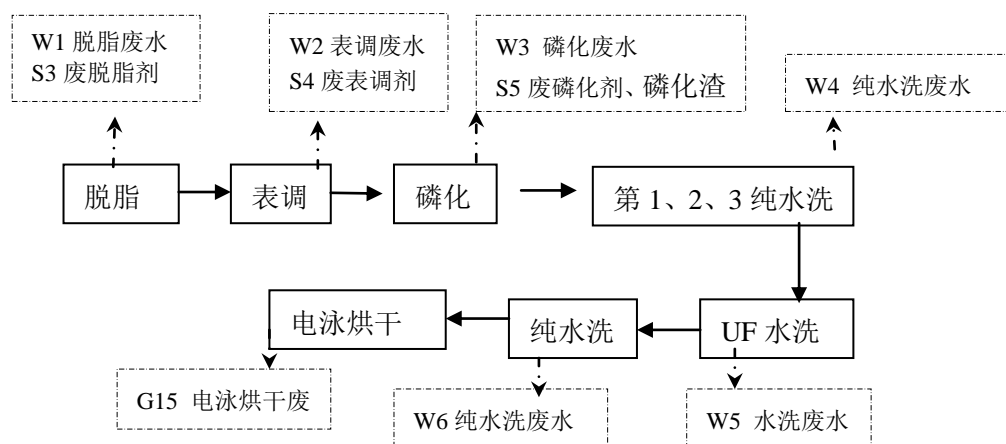 W1 脱脂废水
S3 废脱脂剂
W2 表调废水
S4 废表调剂
W3 磷化废水
S5 废磷化剂、磷化渣
W4 纯水洗废水
脱脂
表调
磷化
第 1、2、3 纯水洗
电泳烘干
纯水洗
UF 水洗
G15 电泳烘干废
W6 纯水洗废水
W5 水洗废水